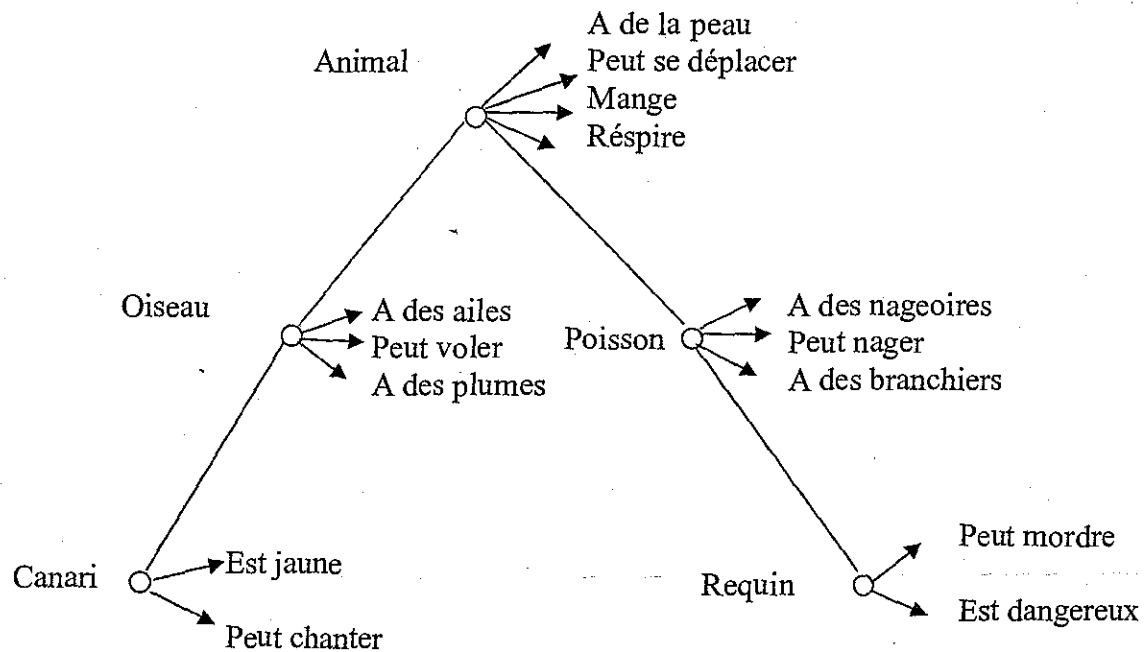 Animal
A de la peau
Peut se déplacer
Mange
Réspire
Oiseau
A des ailes
Peut voler
A des plumes
Poisson
A des nageoires
Peut nager
A des branchiers
Canari
Est jaune
Peut chanter
Requin
Peut mordre
Est dangereux